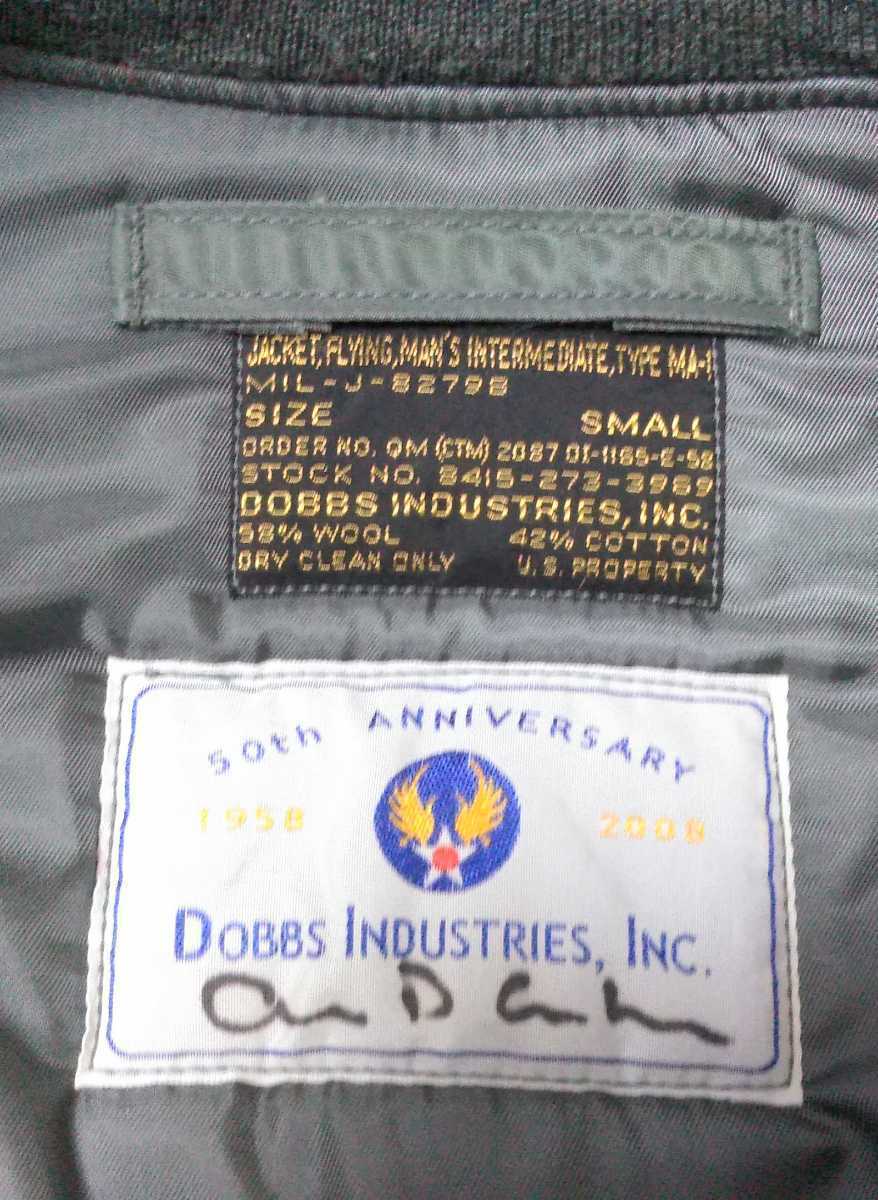 JACKET, FLYING, MAN'S INTERMEDIATE, TYPE MA-1
MIL-J-8279B
SIZE SMALL
ORDER NO. QM (CTM) 2087 OI-1165-E-58
STOCK NO. 8415-273-3989
DOBBS INDUSTRIES, INC.
58% WOOL 42% COTTON
DRY CLEAN ONLY U.S. PROPERTY
50th ANNIVERSARY
1958 2008
DOBBS INDUSTRIES, INC.